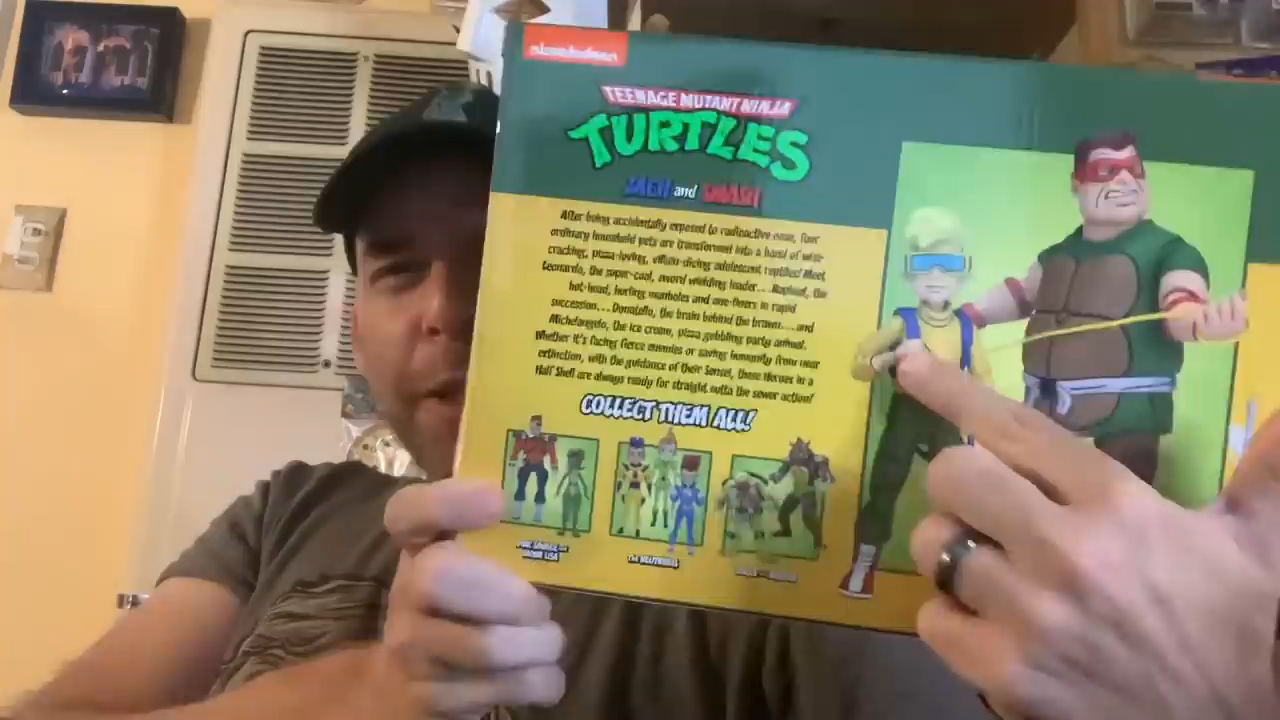 nickelodeon
TEENAGE MUTANT NINJA
TURTLES
and SMASH
After being accidentally exposed to radioactive ooze, four
ordinary household pets are transformed into a band of wise-
cracking, pizza-loving, villain-dicing adolescent reptiles! Meet
Leonardo, the super-cool, sword wielding leader... Raphael, the
hot-head, hurling manholes and one-liners in rapid
succession... Donatello, the brain behind the brawn... and
Michelangelo, the ice cream, pizza gobbling party animal.
Whether it's facing fierce enemies or saving humanity from near
extinction, with the guidance of their Sensei, these Heroes in a
Half Shell are always ready for straight outta the sewer action!
COLLECT THEM ALL!
THE NEUTRINOS